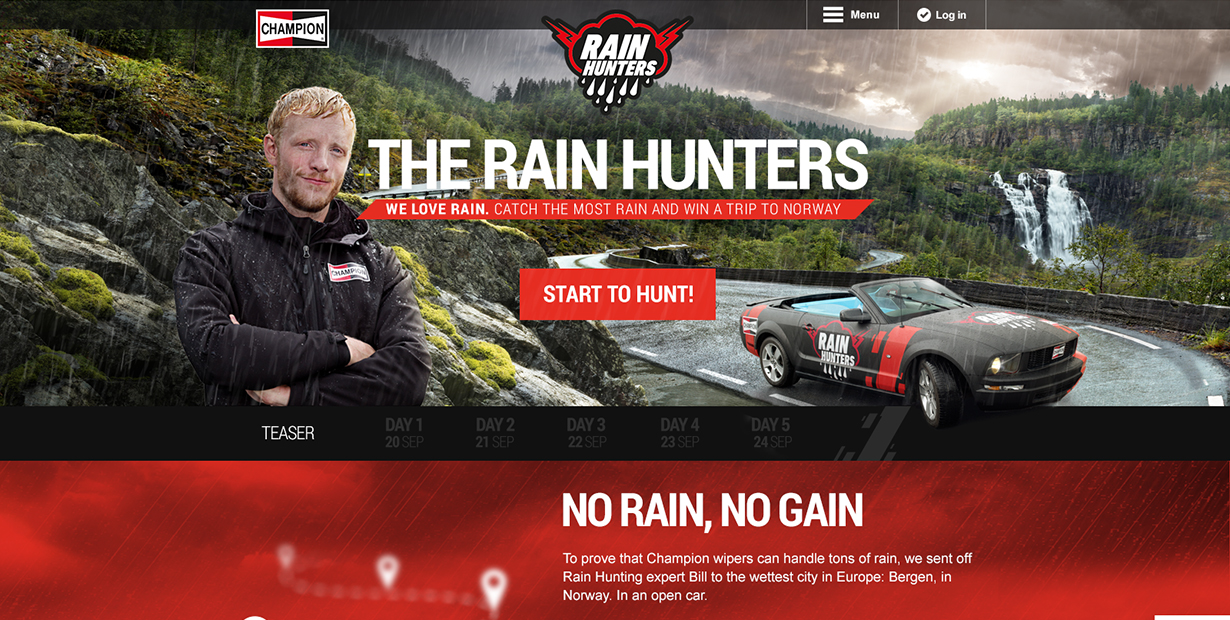 CHAMPION
RAIN
HUNTERS
Menu
Log in
THE RAIN HUNTERS
WE LOVE RAIN. CATCH THE MOST RAIN AND WIN A TRIP TO NORWAY
CHAMPION
START TO HUNT!
RAIN
HUNTERS
TEASER
DAY 1
20 SEP
DAY 2
21 SEP
DAY 3
22 SEP
DAY 4
23 SEP
DAY 5
24 SEP
NO RAIN, NO GAIN
To prove that Champion wipers can handle tons of rain, we sent off
Rain Hunting expert Bill to the wettest city in Europe: Bergen, in
Norway. In an open car.